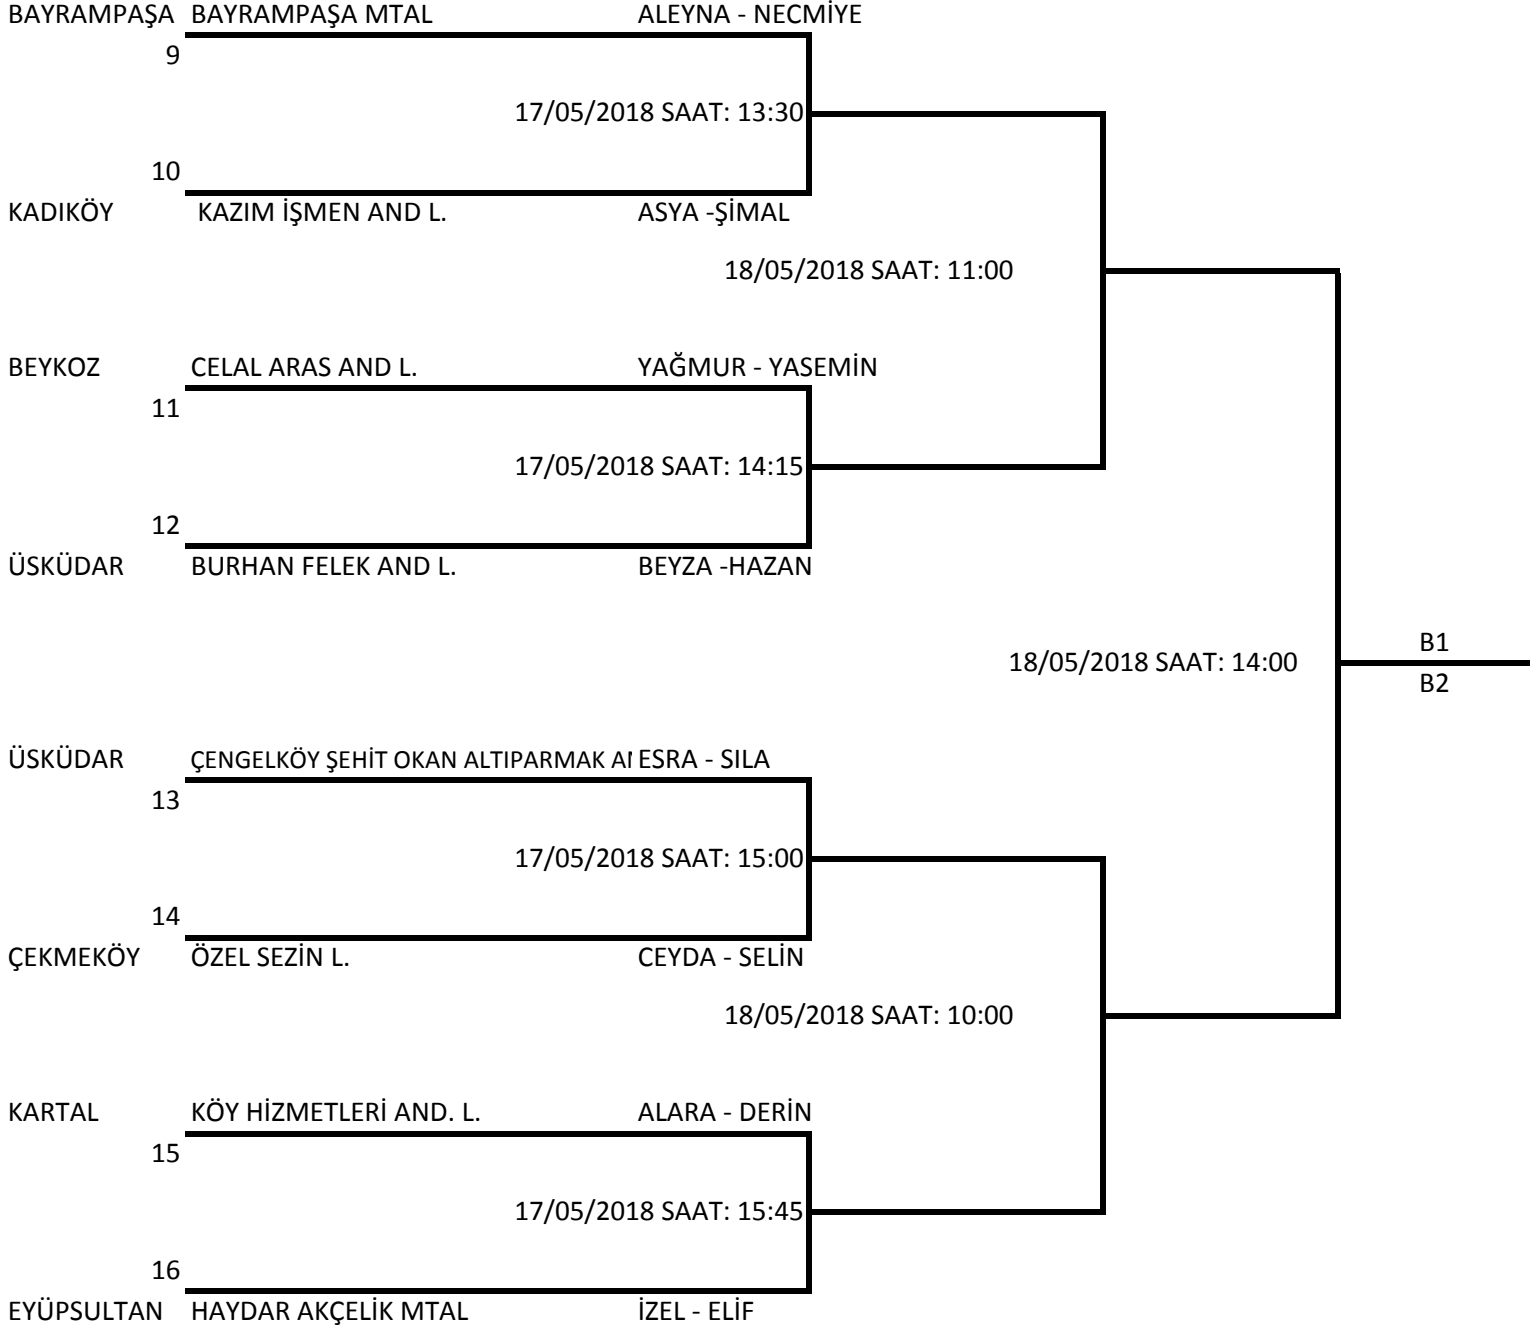 BAYRAMPAŞA BAYRAMPAŞA MTAL ALEYNA - NECMİYE
9
17/05/2018 SAAT: 13:30
10
KADIKÖY KAZIM İŞMEN AND L. ASYA -ŞİMAL
18/05/2018 SAAT: 11:00
BEYKOZ CELAL ARAS AND L. YAĞMUR - YASEMİN
11
17/05/2018 SAAT: 14:15
12
ÜSKÜDAR BURHAN FELEK AND L. BEYZA -HAZAN
B1
18/05/2018 SAAT: 14:00
B2
ÜSKÜDAR ÇENGELKÖY ŞEHİT OKAN ALTIPARMAK ESRA - SILA
13
17/05/2018 SAAT: 15:00
14
ÇEKMEKÖY ÖZEL SEZİN L. CEYDA - SELİN
18/05/2018 SAAT: 10:00
KARTAL KÖY HİZMETLERİ AND. L. ALARA - DERİN
15
17/05/2018 SAAT: 15:45
16
EYÜPSULTAN HAYDAR AKÇELİK MTAL İZEL - ELİF